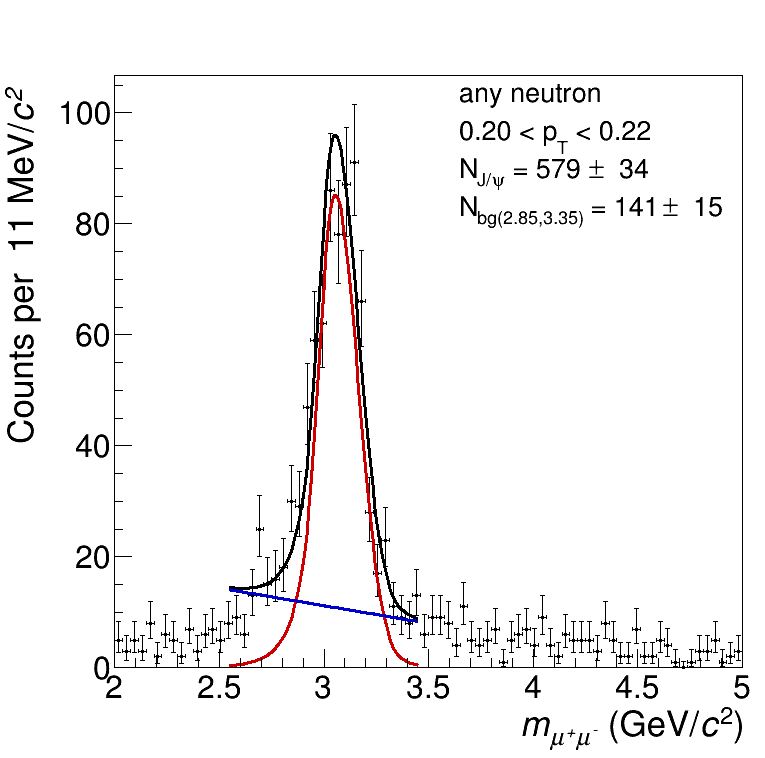 any neutron
0.20 < p_T < 0.22
N_J/ψ = 579 ± 34
N_bg(2.85,3.35) = 141 ± 15
Counts per 11 MeV/c²
100
80
60
40
20
0
2 2.5 3 3.5 4 4.5 5
m_μ⁺μ⁻ (GeV/c²)